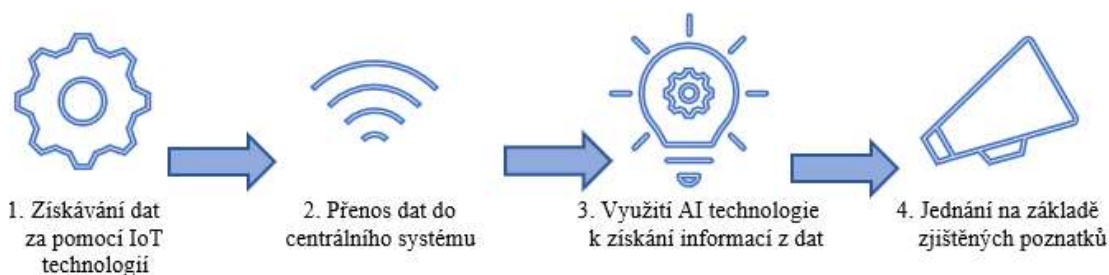 1. Získávání dat
za pomocí IoT
technologií
2. Přenos dat do
centrálního systému
3. Využití AI technologie
k získání informací z dat
4. Jednání na základě
zjištěných poznatků